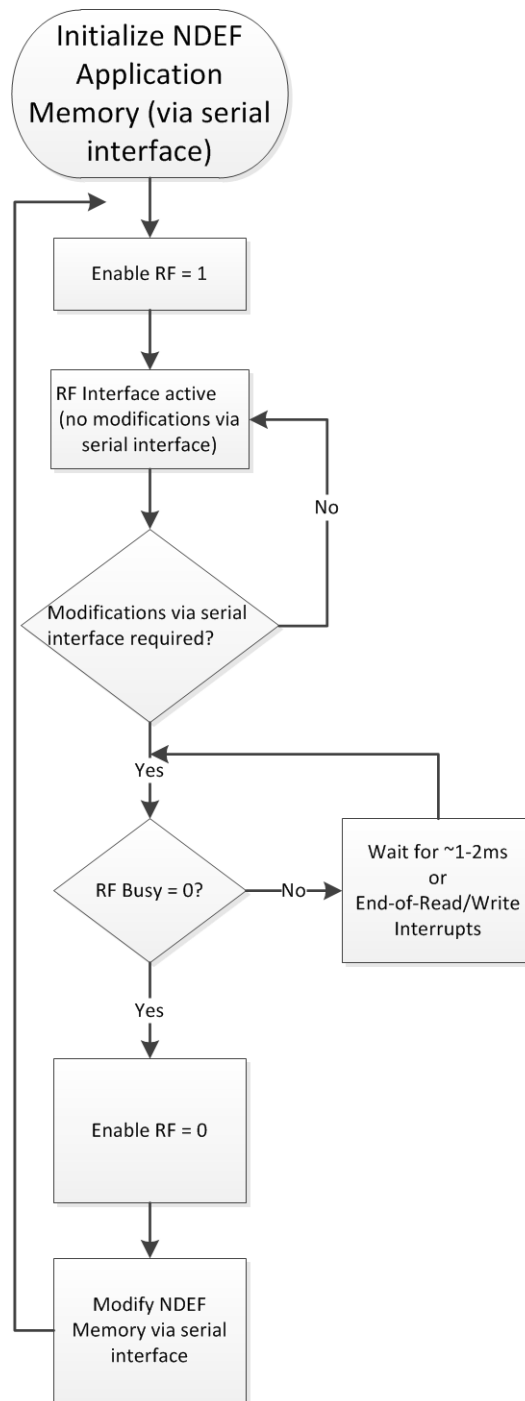 Initialize NDEF
Application
Memory (via serial
interface)
Enable RF = 1
RF Interface active
(no modifications via
serial interface)
No
Modifications via serial
interface required?
Yes
RF Busy = 0?
No
Wait for ~1-2ms
or
End-of-Read/Write
Interrupts
Yes
Enable RF = 0
Modify NDEF
Memory via serial
interface